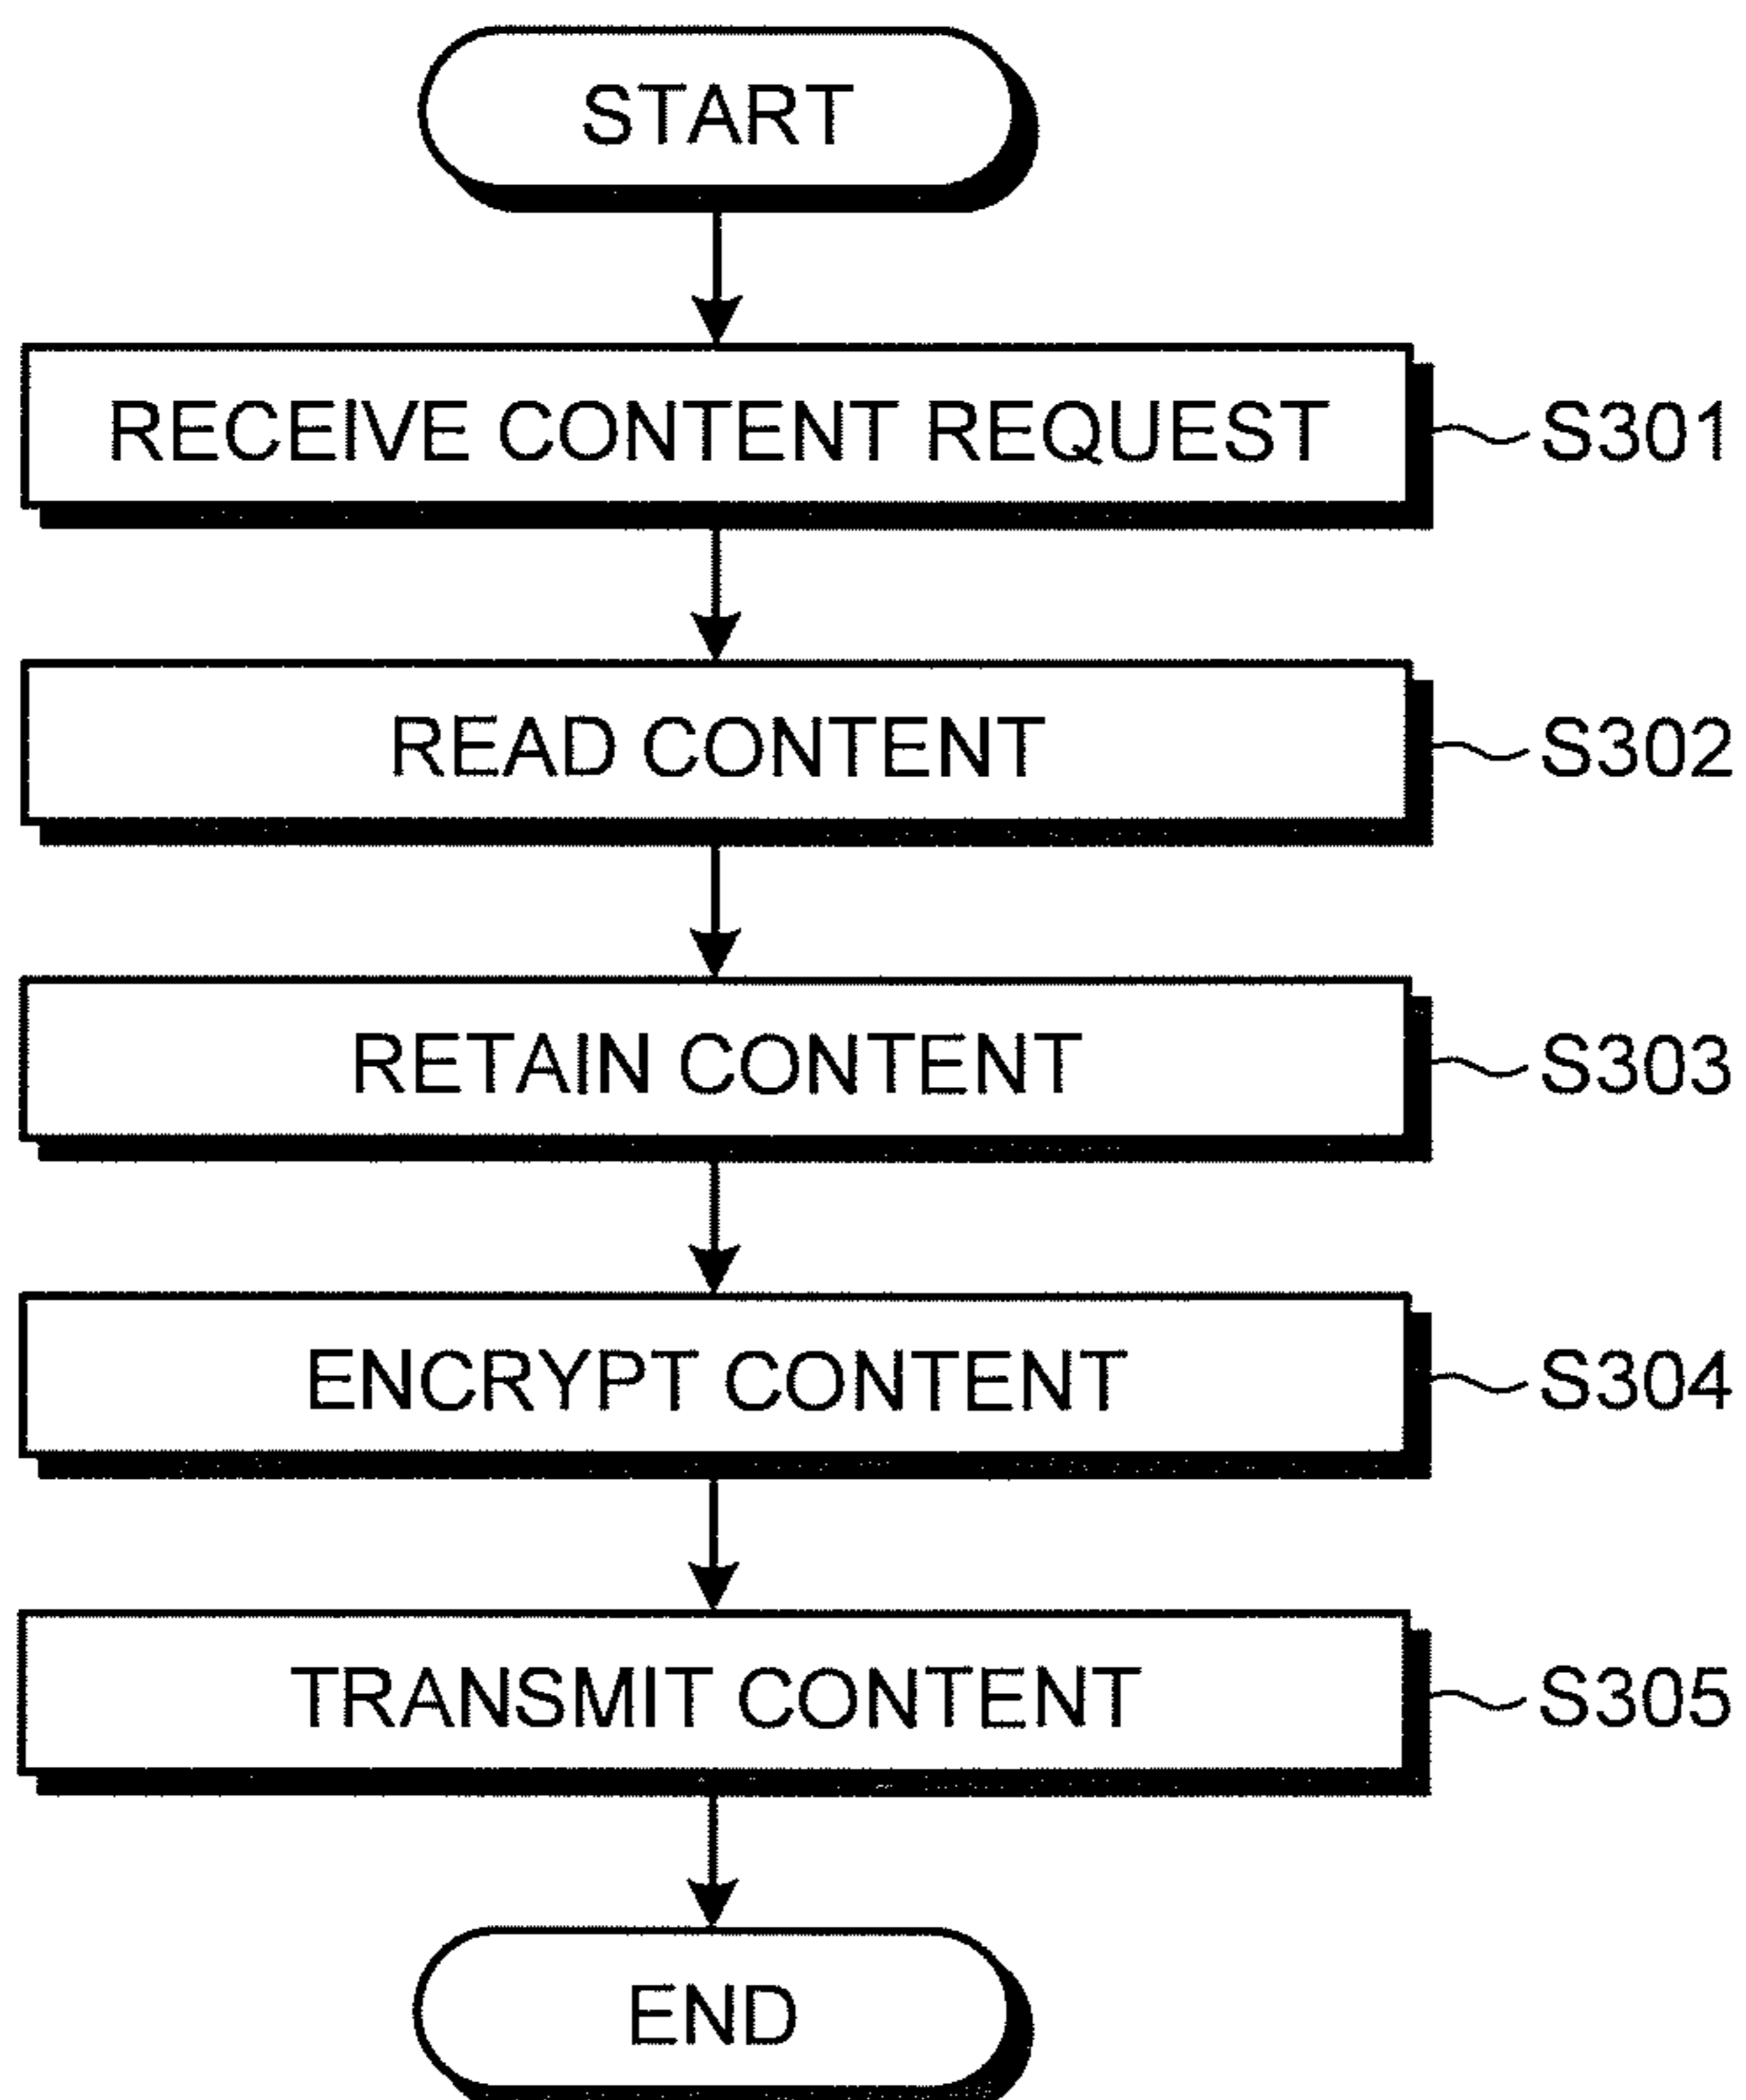 START
RECEIVE CONTENT REQUEST S301
READ CONTENT S302
RETAIN CONTENT S303
ENCRYPT CONTENT S304
TRANSMIT CONTENT S305
END